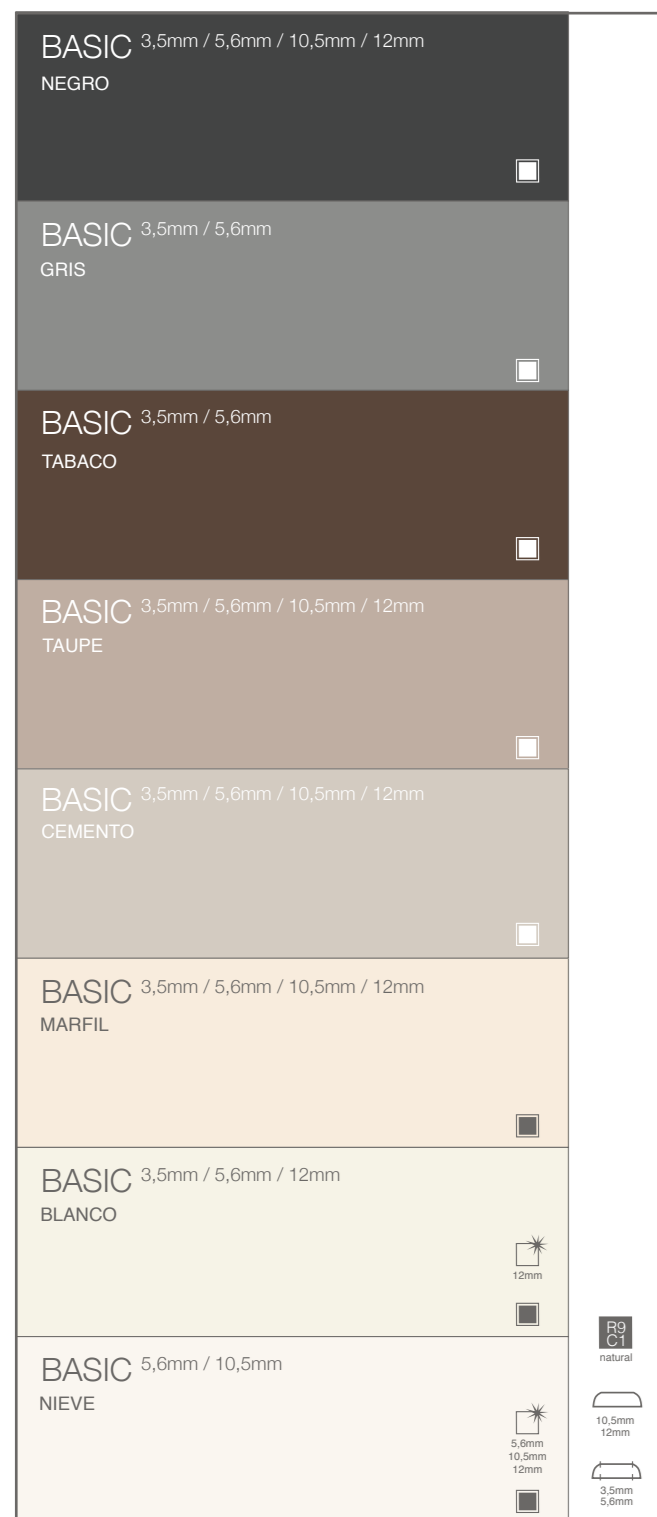 BASIC 3,5mm / 5,6mm / 10,5mm / 12mm
NEGRO
BASIC 3,5mm / 5,6mm
GRIS
BASIC 3,5mm / 5,6mm
TABACO
BASIC 3,5mm / 5,6mm / 10,5mm / 12mm
TAUPE
BASIC 3,5mm / 5,6mm / 10,5mm / 12mm
CEMENTO
BASIC 3,5mm / 5,6mm / 10,5mm / 12mm
MARFIL
BASIC 3,5mm / 5,6mm / 12mm
BLANCO
12mm
BASIC 5,6mm / 10,5mm
NIEVE
5,6mm
10,5mm
12mm
R9
C1
natural
10,5mm
12mm
3,5mm
5,6mm